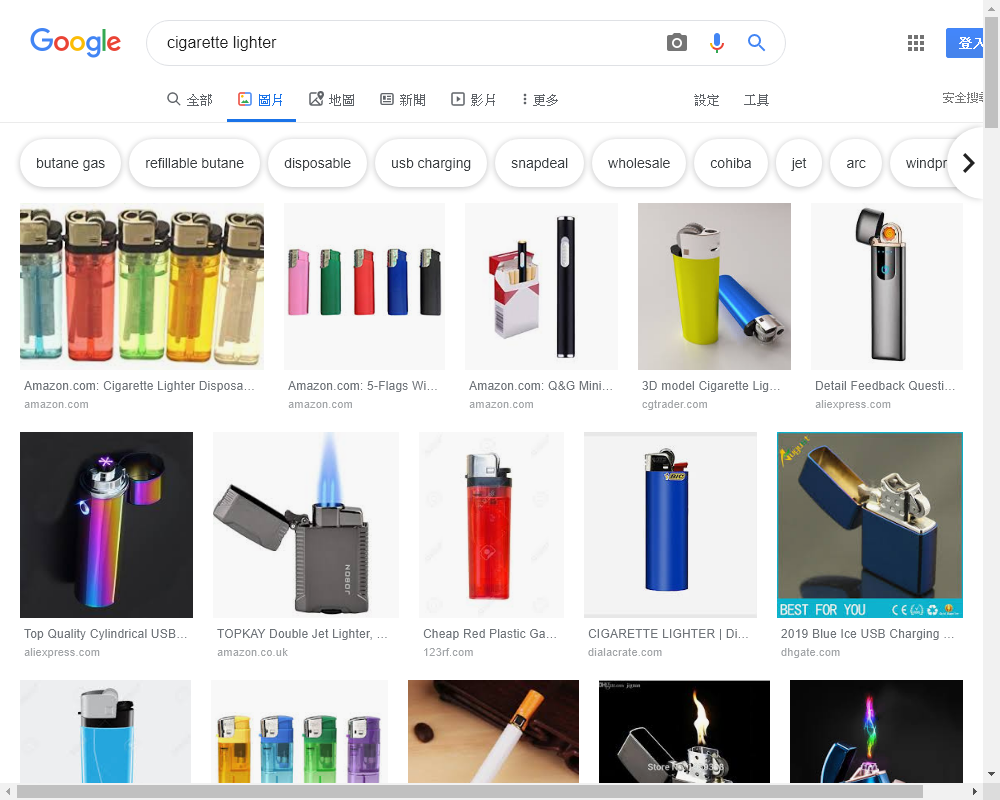 Google
cigarette lighter
登入
全部
圖片
地圖
新聞
影片
更多
設定
工具
安全搜尋
butane gas
refillable butane
disposable
usb charging
snapdeal
wholesale
cohiba
jet
arc
windpr
Amazon.com: Cigarette Lighter Disposa...
amazon.com
Amazon.com: 5-Flags Wi...
amazon.com
Amazon.com: Q&G Mini...
amazon.com
3D model Cigarette Lig...
cgtrader.com
Detail Feedback Questi...
aliexpress.com
NOBOJ
BIC
August
BEST FOR YOU
Top Quality Cylindrical USB...
aliexpress.com
TOPKAY Double Jet Lighter, ...
amazon.co.uk
Cheap Red Plastic Ga...
123rf.com
CIGARETTE LIGHTER | Di...
dialacrate.com
2019 Blue Ice USB Charging ...
dhgate.com